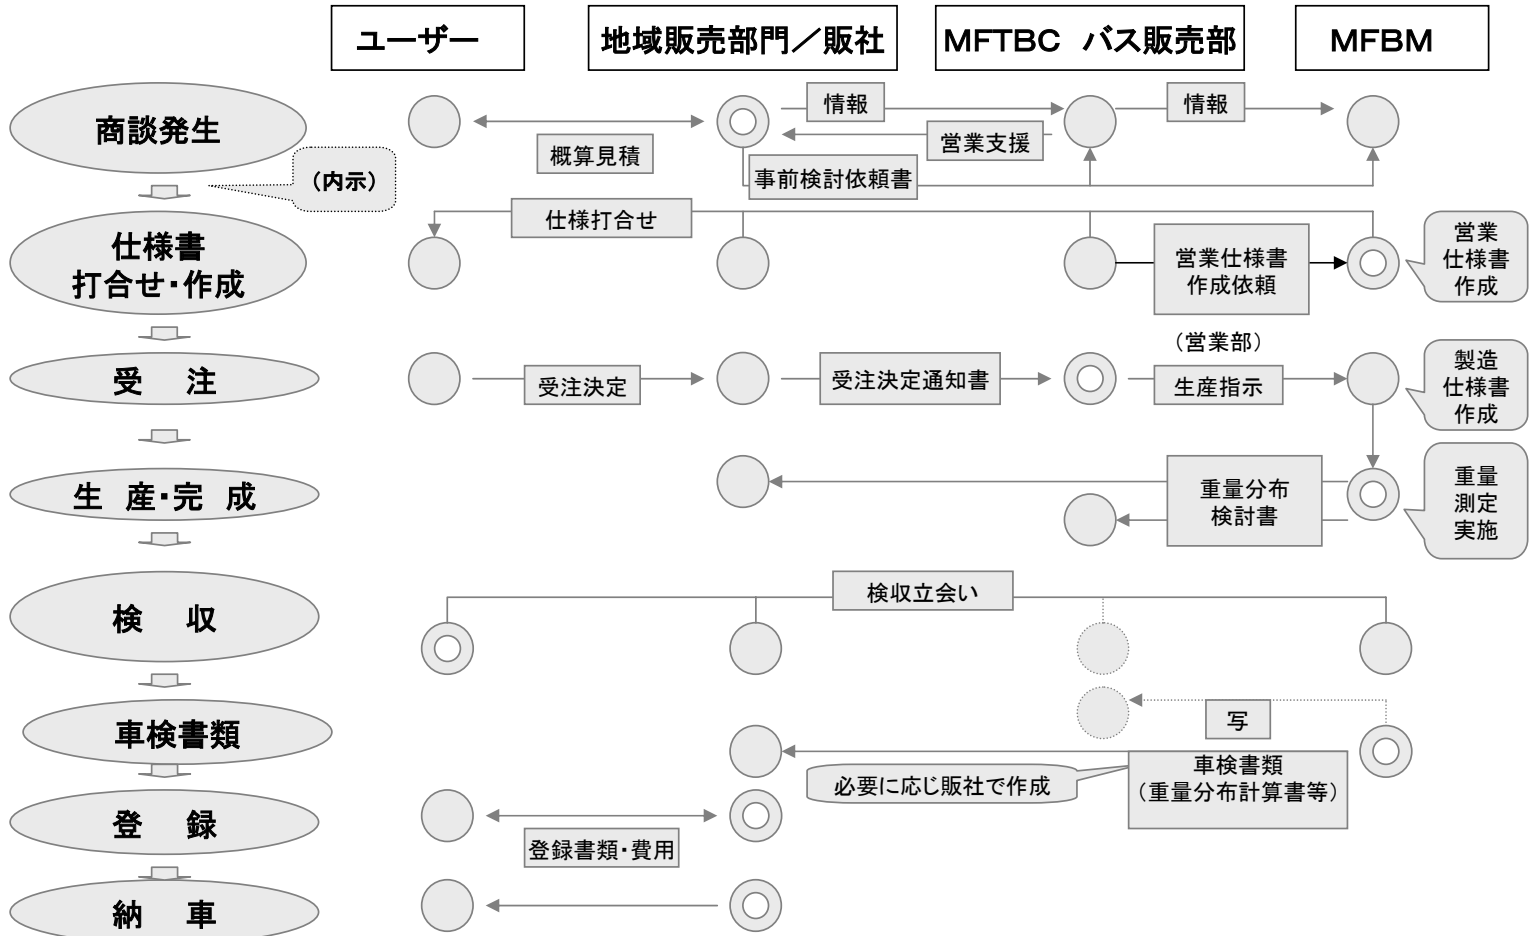 ユーザー
地域販売部門／販社
MFTBC　バス販売部
MFBM
商談発生
情報
情報
営業支援
概算見積
事前検討依頼書
（内示）
仕様打合せ
仕様書
打合せ・作成
営業仕様書
作成依頼
営業
仕様書
作成
（営業部）
受　注
受注決定
受注決定通知書
生産指示
製造
仕様書
作成
生　産・完　成
重量分布
検討書
重量
測定
実施
検収立会い
検　収
写
車検書類
車検書類
（重量分布計算書等）
必要に応じ販社で作成
登　録
登録書類・費用
納　車